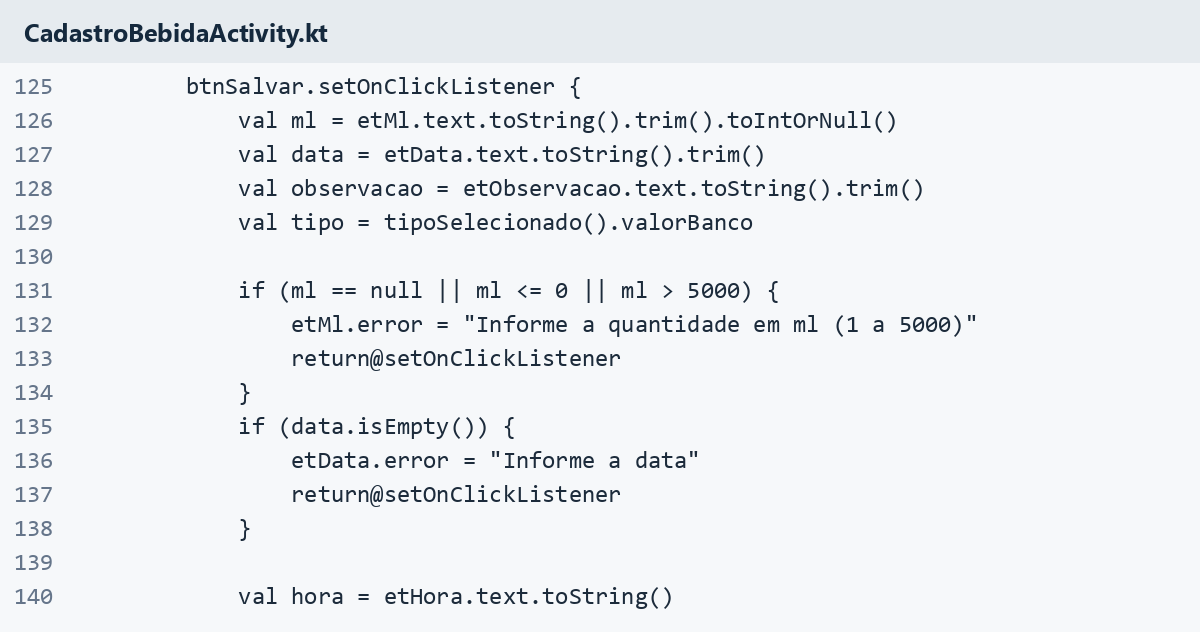 CadastroBebidaActivity.kt
125         btnSalvar.setOnClickListener {
126             val ml = etMl.text.toString().trim().toIntOrNull()
127             val data = etData.text.toString().trim()
128             val observacao = etObservacao.text.toString().trim()
129             val tipo = tipoSelecionado().valorBanco
130
131             if (ml == null || ml <= 0 || ml > 5000) {
132                 etMl.error = "Informe a quantidade em ml (1 a 5000)"
133                 return@setOnClickListener
134             }
135             if (data.isEmpty()) {
136                 etData.error = "Informe a data"
137                 return@setOnClickListener
138             }
139
140             val hora = etHora.text.toString()